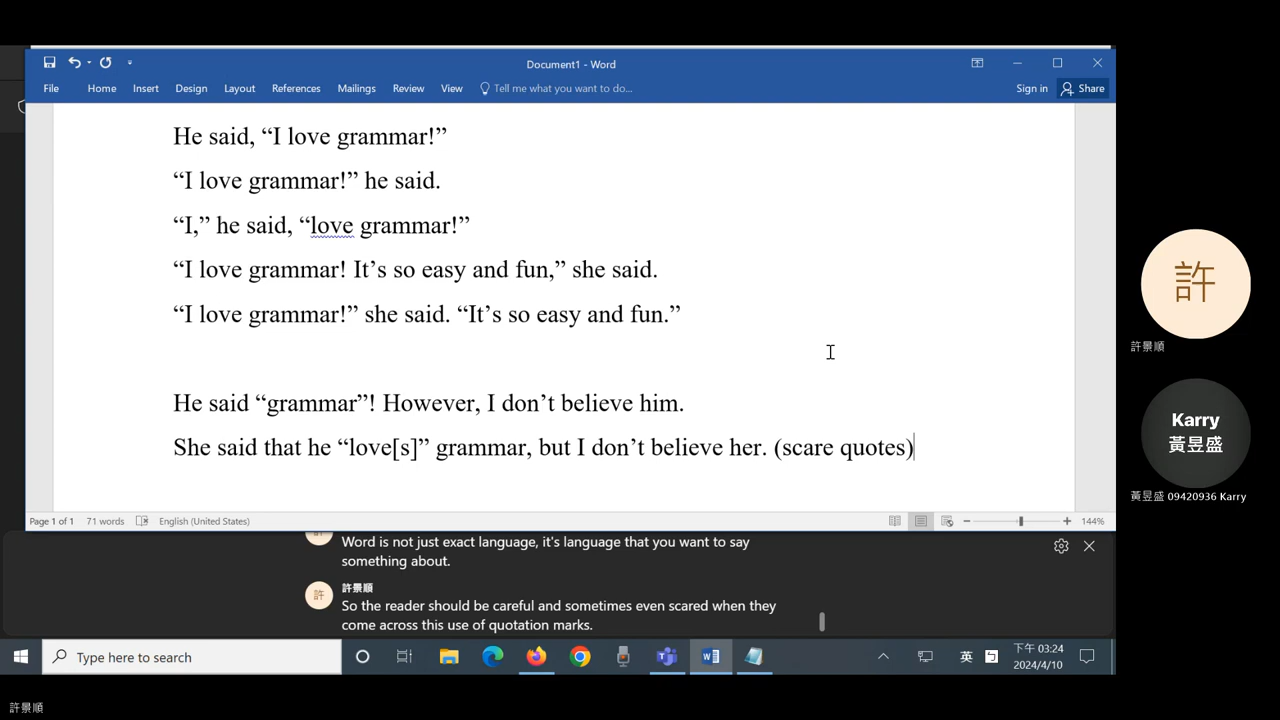 Document1 - Word
File Home Insert Design Layout References Mailings Review View Tell me what you want to do... Sign in Share
He said, “I love grammar!”
“I love grammar!” he said.
“I,” he said, “love grammar!”
“I love grammar! It’s so easy and fun,” she said.
“I love grammar!” she said. “It’s so easy and fun.”
He said “grammar”! However, I don’t believe him.
She said that he “love[s]” grammar, but I don’t believe her. (scare quotes)
Page 1 of 1 71 words English (United States) 144%
Word is not just exact language, it's language that you want to say
something about.
許景順
許
So the reader should be careful and sometimes even scared when they
come across this use of quotation marks.
許
許景順
Karry
黃昱盛
黃昱盛 09420936 Karry
Type here to search
英
下午 03:24
2024/4/10
許景順